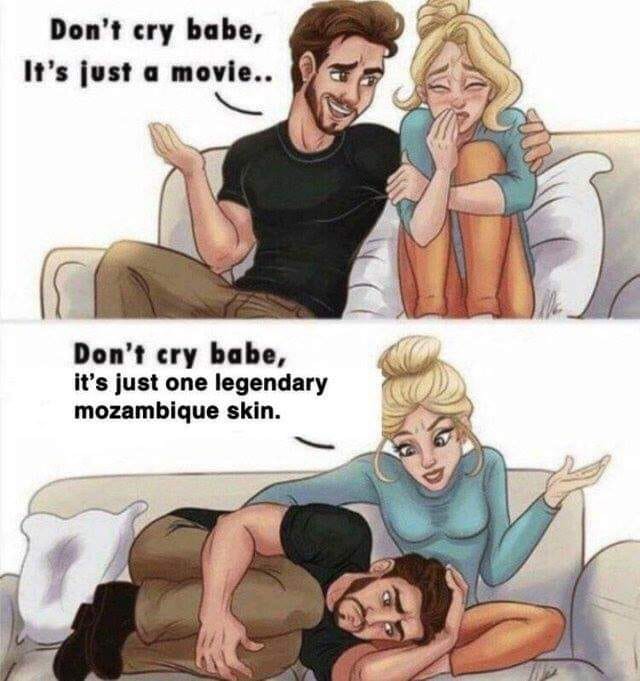 Don't cry babe,
It's just a movie..
Don't cry babe,
it's just one legendary
mozambique skin.